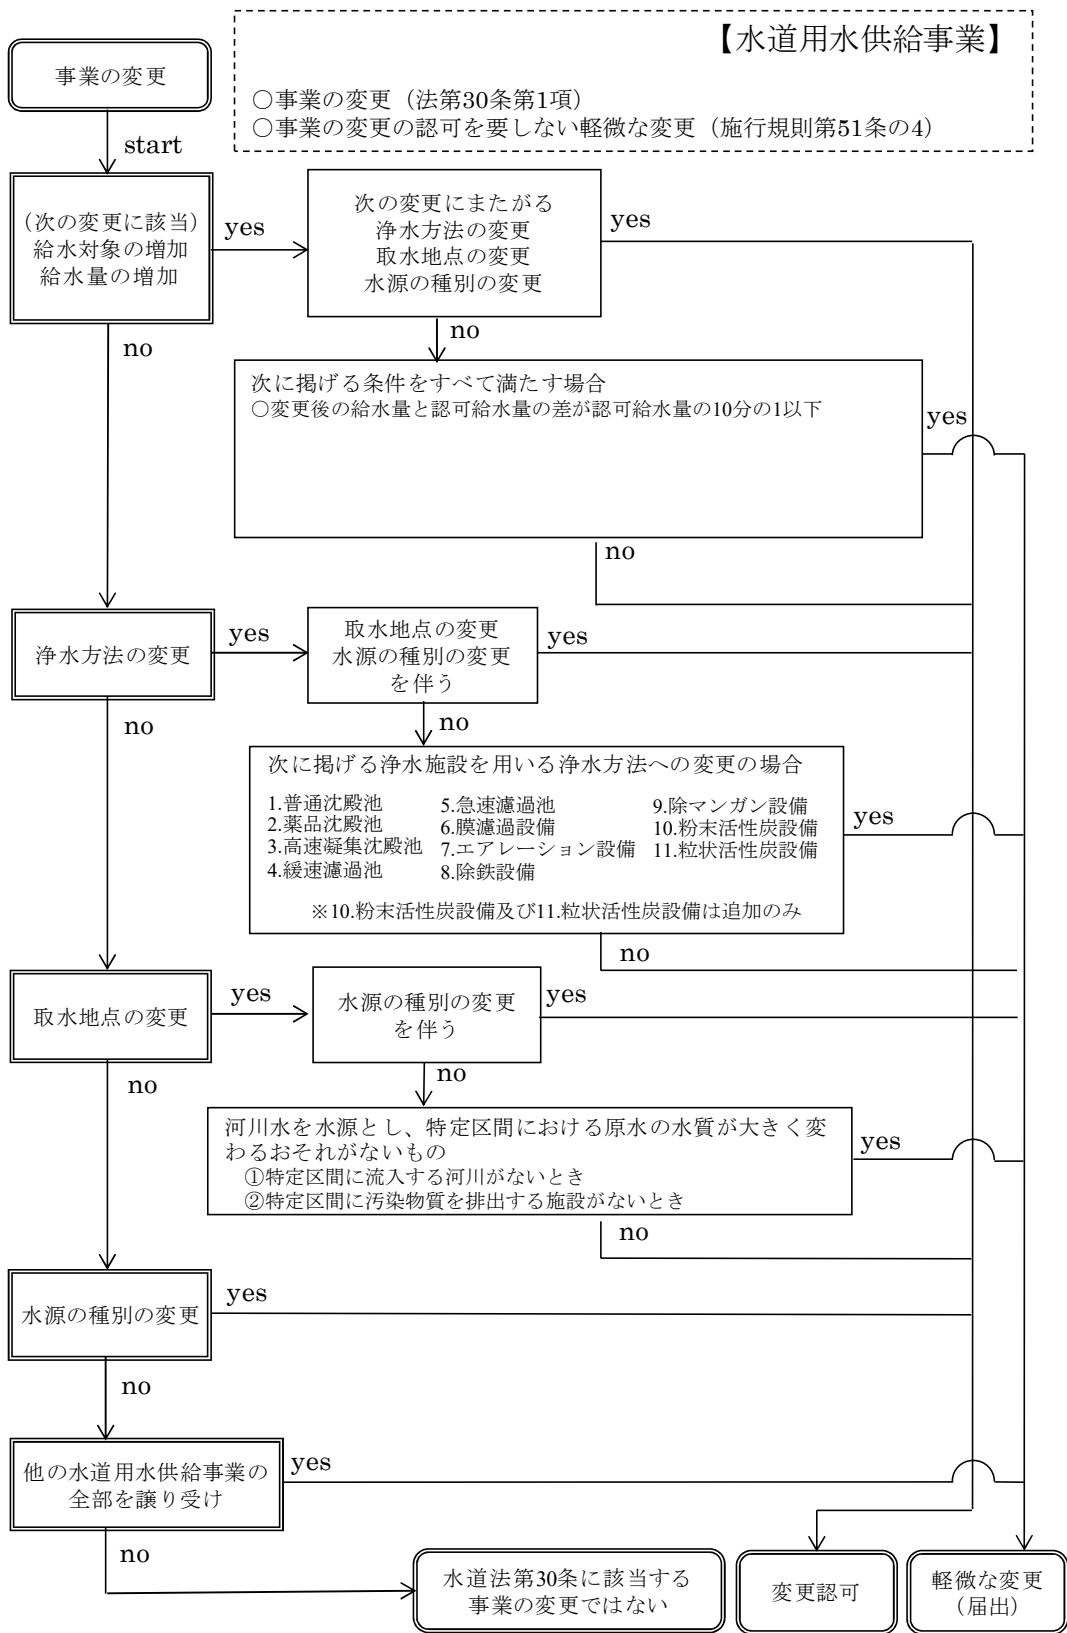 【水道用水供給事業】
○事業の変更（法第30条第1項）
○事業の変更の認可を要しない軽微な変更（施行規則第51条の4）
事業の変更
start
（次の変更に該当）
給水対象の増加
給水量の増加
yes
次の変更にまたがる
浄水方法の変更
取水地点の変更
水源の種別の変更
yes
no
no
次に掲げる条件をすべて満たす場合
○変更後の給水量と認可給水量の差が認可給水量の10分の1以下
yes
no
浄水方法の変更
yes
取水地点の変更
水源の種別の変更
を伴う
yes
no
no
次に掲げる浄水施設を用いる浄水方法への変更の場合
1.普通沈殿池
2.薬品沈殿池
3.高速凝集沈殿池
4.緩速濾過池
5.急速濾過池
6.膜濾過設備
7.エアレーション設備
8.除鉄設備
9.除マンガン設備
10.粉末活性炭設備
11.粒状活性炭設備
※10.粉末活性炭設備及び11.粒状活性炭設備は追加のみ
yes
no
取水地点の変更
yes
水源の種別の変更
を伴う
yes
no
no
河川水を水源とし、特定区間における原水の水質が大きく変
わるおそれがないもの
①特定区間に流入する河川がないとき
②特定区間に汚染物質を排出する施設がないとき
yes
no
水源の種別の変更
yes
no
他の水道用水供給事業の
全部を譲り受け
yes
no
水道法第30条に該当する
事業の変更ではない
変更認可
軽微な変更
（届出）